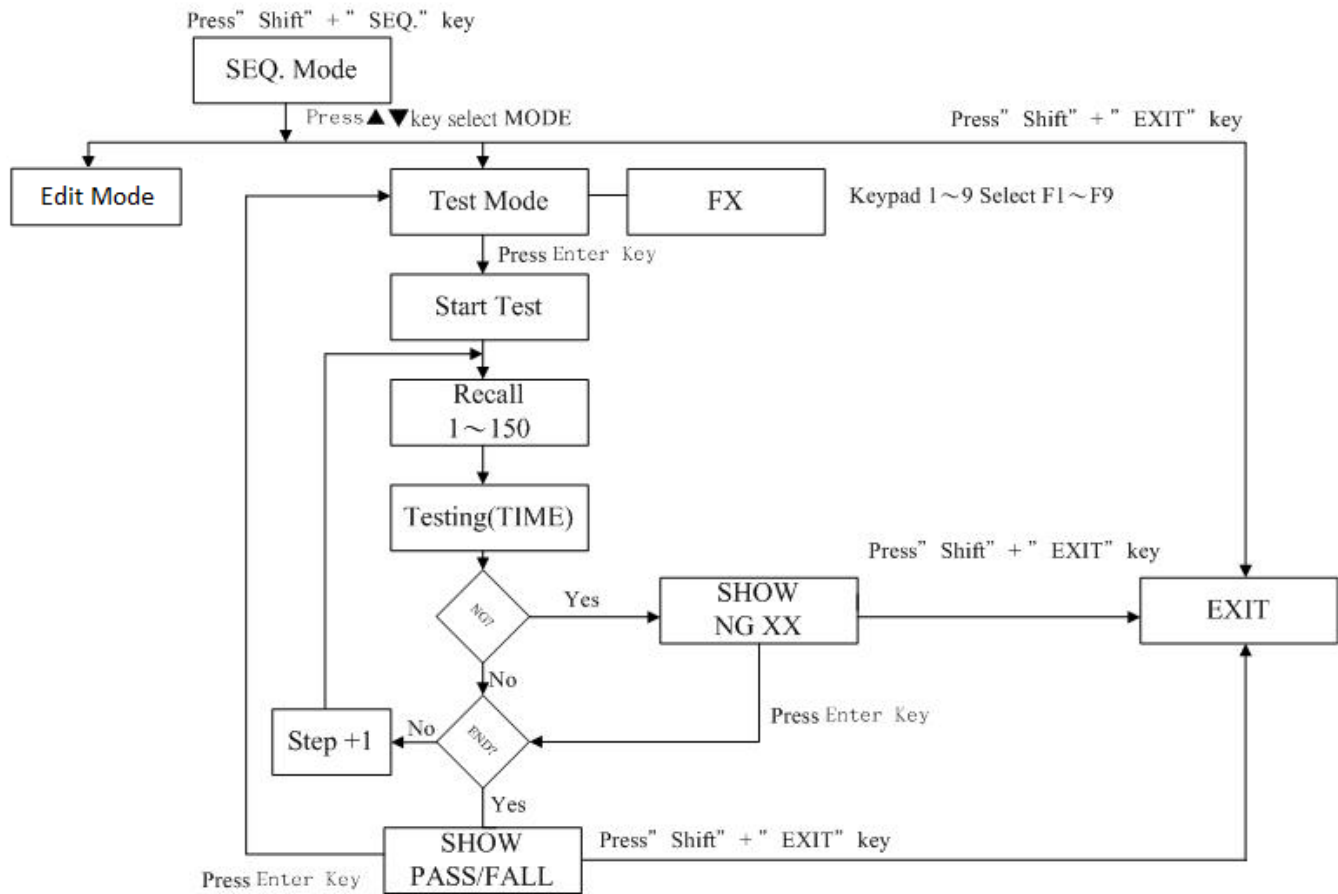 Press” Shift” + ” SEQ.” key
SEQ. Mode
Press▲▼key select MODE
Press” Shift” + ” EXIT” key
Edit Mode
Test Mode
FX
Keypad 1～9 Select F1～F9
Press Enter Key
Start Test
Recall
1～150
Testing(TIME)
Press” Shift” + ” EXIT” key
NG?
Yes
SHOW
NG XX
EXIT
No
Press Enter Key
Step +1
No
END?
Yes
SHOW
PASS/FALL
Press” Shift” + ” EXIT” key
Press Enter Key